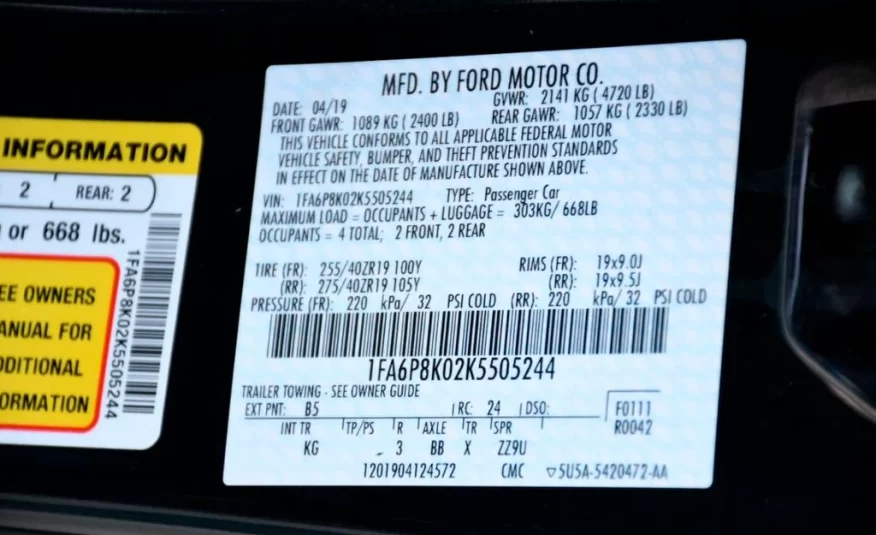 INFORMATION
2 REAR: 2
or 668 lbs.
EE OWNERS
ANUAL FOR
DDITIONAL
ORMATION
1FA6P8K02K5505244
MFD. BY FORD MOTOR CO.
DATE: 04/19 GVWR: 2141 KG ( 4720 LB)
FRONT GAWR: 1089 KG ( 2400 LB) REAR GAWR: 1057 KG ( 2330 LB)
THIS VEHICLE CONFORMS TO ALL APPLICABLE FEDERAL MOTOR
VEHICLE SAFETY, BUMPER, AND THEFT PREVENTION STANDARDS
IN EFFECT ON THE DATE OF MANUFACTURE SHOWN ABOVE.
VIN: 1FA6P8K02K5505244 TYPE: Passenger Car
MAXIMUM LOAD = OCCUPANTS + LUGGAGE = 303KG/ 668LB
OCCUPANTS = 4 TOTAL; 2 FRONT, 2 REAR
TIRE (FR): 255/40ZR19 100Y RIMS (FR): 19x9.0J
(RR): 275/40ZR19 105Y (RR): 19x9.5J
PRESSURE (FR): 220 kPa/ 32 PSI COLD (RR): 220 kPa/ 32 PSI COLD
1FA6P8K02K5505244
TRAILER TOWING - SEE OWNER GUIDE
EXT PNT: B5 RC: 24 DSO: F0111
R0042
INT TR TP/PS R AXLE TR SPR
KG - 3 BB X ZZ9U
1201904124572 CMC ▽5U5A-5420472-AA